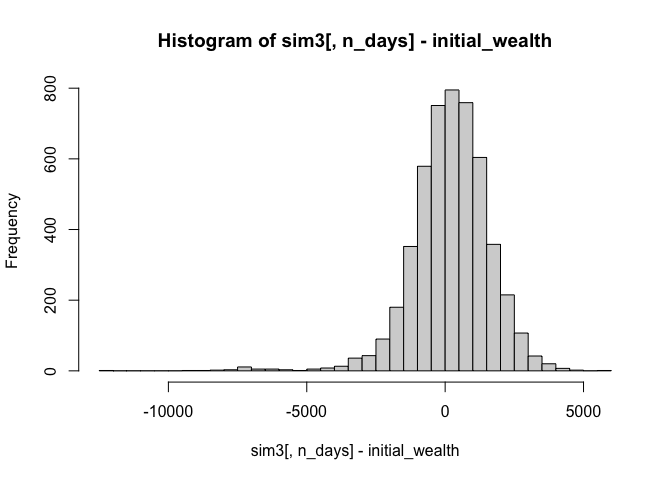 Histogram of sim3[, n_days] - initial_wealth
Frequency
800
600
400
200
0
-10000 -5000 0 5000
sim3[, n_days] - initial_wealth